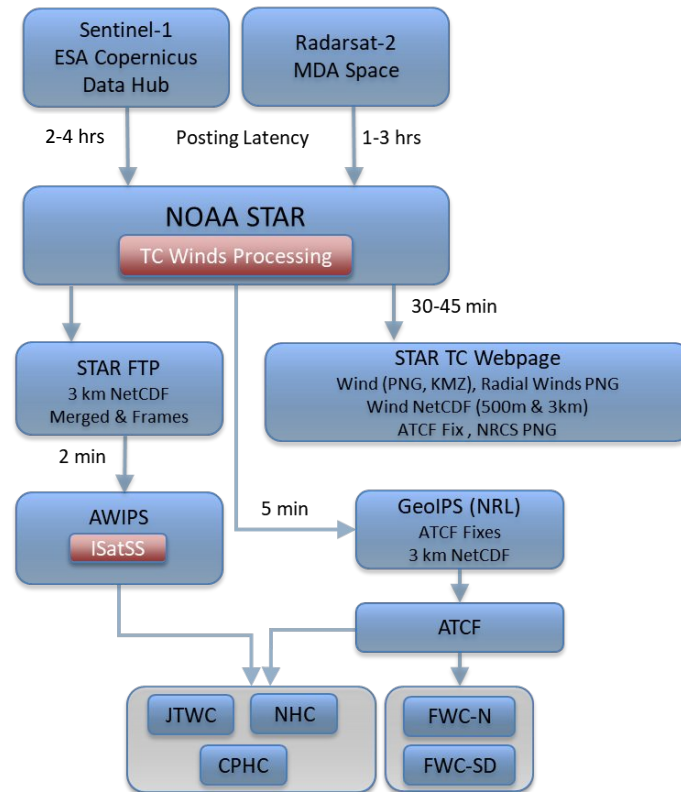 Sentinel-1
ESA Copernicus
Data Hub
Radarsat-2
MDA Space
2-4 hrs
Posting Latency
1-3 hrs
NOAA STAR
TC Winds Processing
30-45 min
STAR FTP
3 km NetCDF
Merged & Frames
STAR TC Webpage
Wind (PNG, KMZ), Radial Winds PNG
Wind NetCDF (500m & 3km)
ATCF Fix , NRCS PNG
2 min
AWIPS
ISatSS
5 min
GeoIPS (NRL)
ATCF Fixes
3 km NetCDF
ATCF
JTWC
NHC
CPHC
FWC-N
FWC-SD